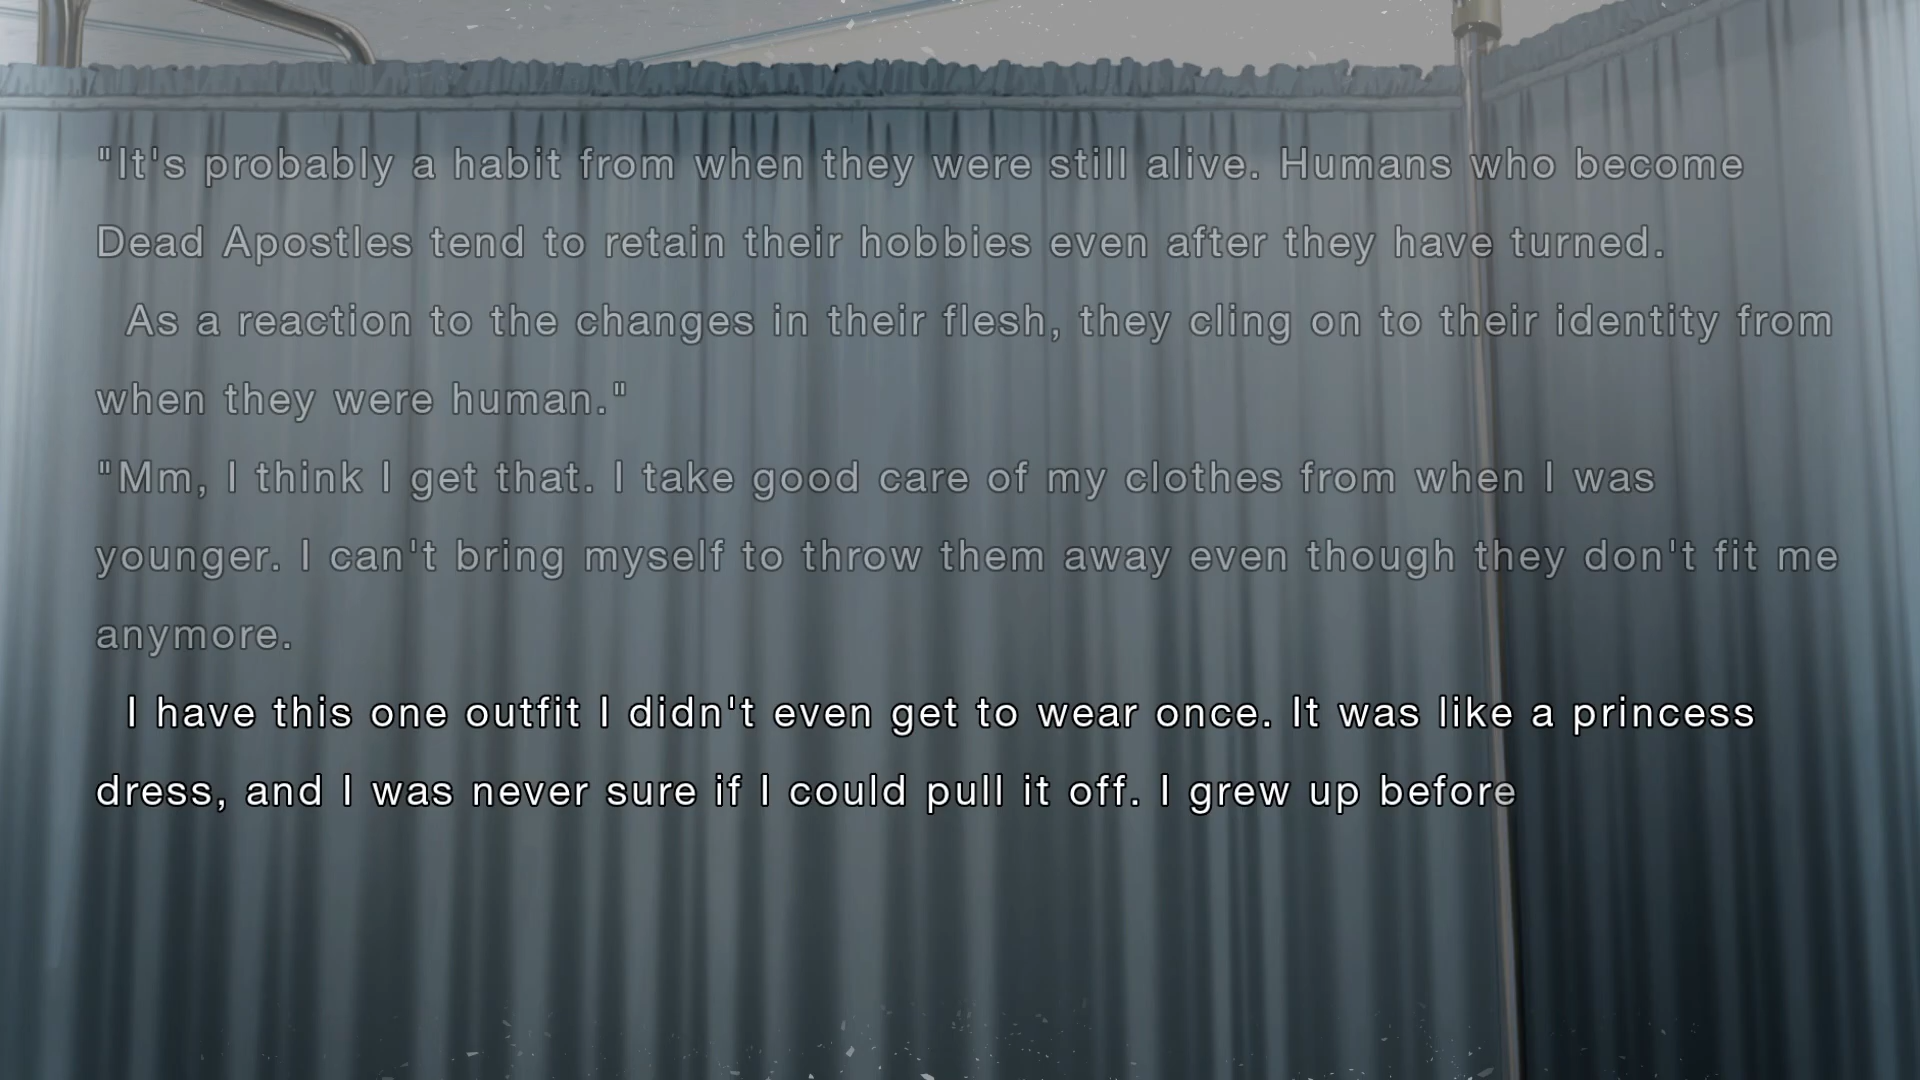 "It's probably a habit from when they were still alive. Humans who become
Dead Apostles tend to retain their hobbies even after they have turned.
As a reaction to the changes in their flesh, they cling on to their identity from
when they were human."
"Mm, I think I get that. I take good care of my clothes from when I was
younger. I can't bring myself to throw them away even though they don't fit me
anymore.
I have this one outfit I didn't even get to wear once. It was like a princess
dress, and I was never sure if I could pull it off. I grew up before